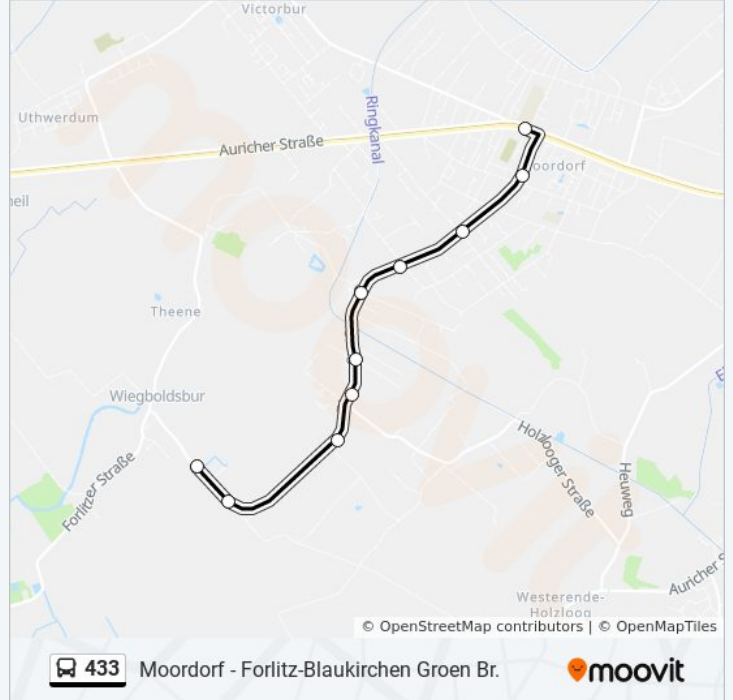 Victorbur
Uthwerdum
Ringkanal
Auricher Straße
oordorf
heil
Theene
Wiegboldsbur
Forlitzer Straße
Holzlooger Straße
Heuweg
Auricher S
Westerende-
Holzloog
© OpenStreetMap contributors | © OpenMapTiles
433 Moordorf - Forlitz-Blaukirchen Groen Br.
moovit